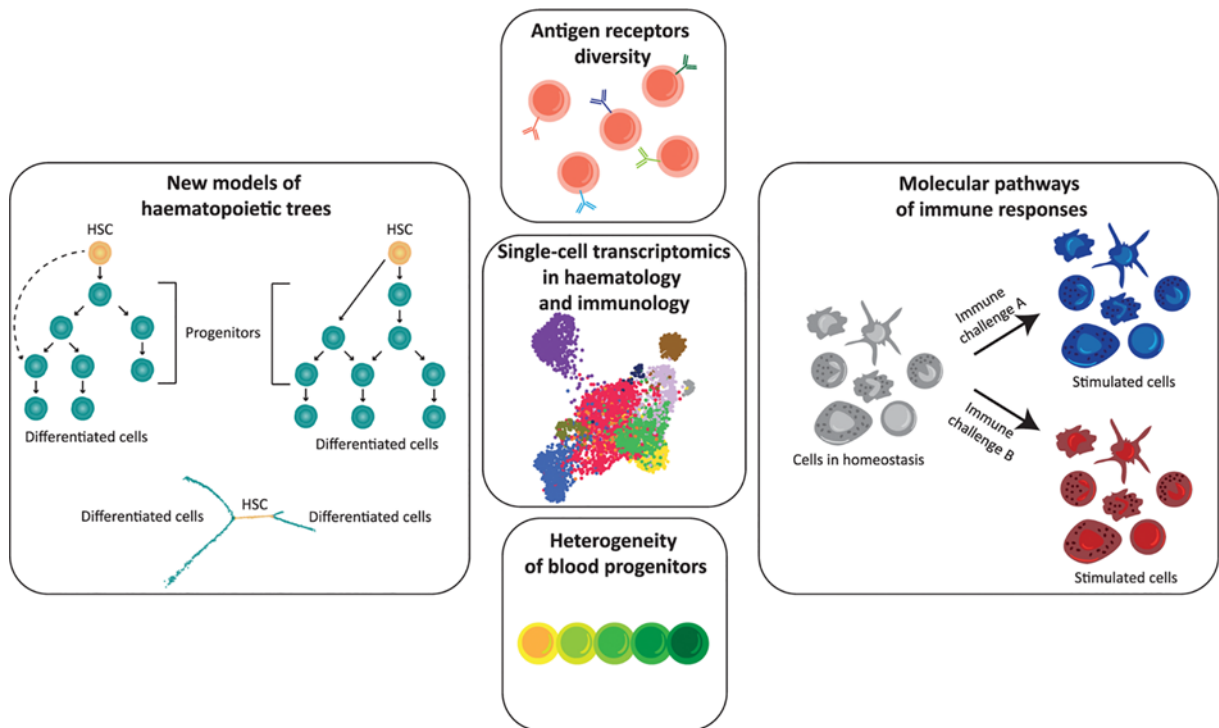 Antigen receptors
diversity
New models of
haematopoietic trees
HSC
HSC
Progenitors
Differentiated cells
Differentiated cells
HSC
Differentiated cells
Differentiated cells
Single-cell transcriptomics
in haematology
and immunology
Heterogeneity
of blood progenitors
Molecular pathways
of immune responses
Immune
challenge A
Stimulated cells
Cells in homeostasis
Immune
challenge B
Stimulated cells